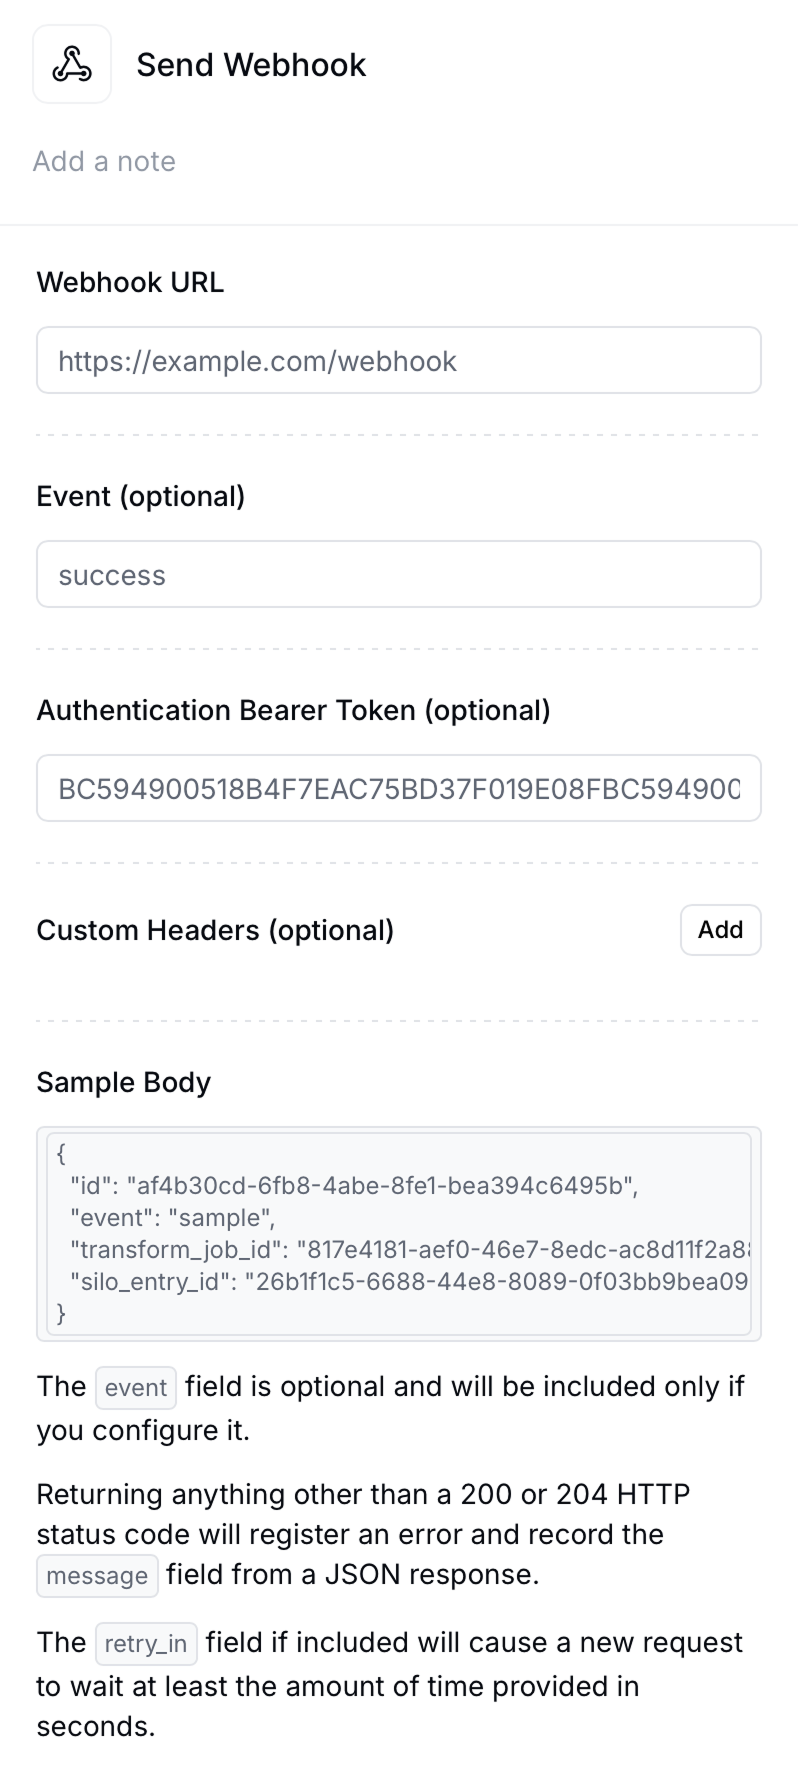 Send Webhook
Add a note
Webhook URL
https://example.com/webhook
Event (optional)
success
Authentication Bearer Token (optional)
BC594900518B4F7EAC75BD37F019E08FBC594900
Custom Headers (optional)
Add
Sample Body
{
"id": "af4b30cd-6fb8-4abe-8fe1-bea394c6495b",
"event": "sample",
"transform_job_id": "817e4181-aef0-46e7-8edc-ac8d11f2a8
"silo_entry_id": "26b1f1c5-6688-44e8-8089-0f03bb9bea09
}
The event field is optional and will be included only if
you configure it.
Returning anything other than a 200 or 204 HTTP
status code will register an error and record the
message field from a JSON response.
The retry_in field if included will cause a new request
to wait at least the amount of time provided in
seconds.